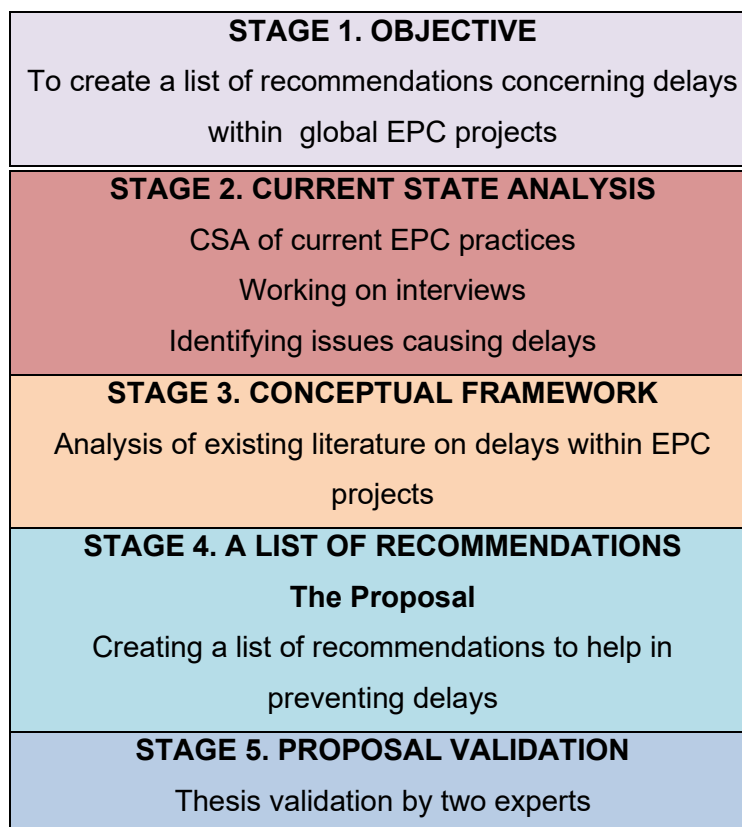 STAGE 1. OBJECTIVE
To create a list of recommendations concerning delays
within  global EPC projects
STAGE 2. CURRENT STATE ANALYSIS
CSA of current EPC practices
Working on interviews
Identifying issues causing delays
STAGE 3. CONCEPTUAL FRAMEWORK
Analysis of existing literature on delays within EPC
projects
STAGE 4. A LIST OF RECOMMENDATIONS
The Proposal
Creating a list of recommendations to help in
preventing delays
STAGE 5. PROPOSAL VALIDATION
Thesis validation by two experts